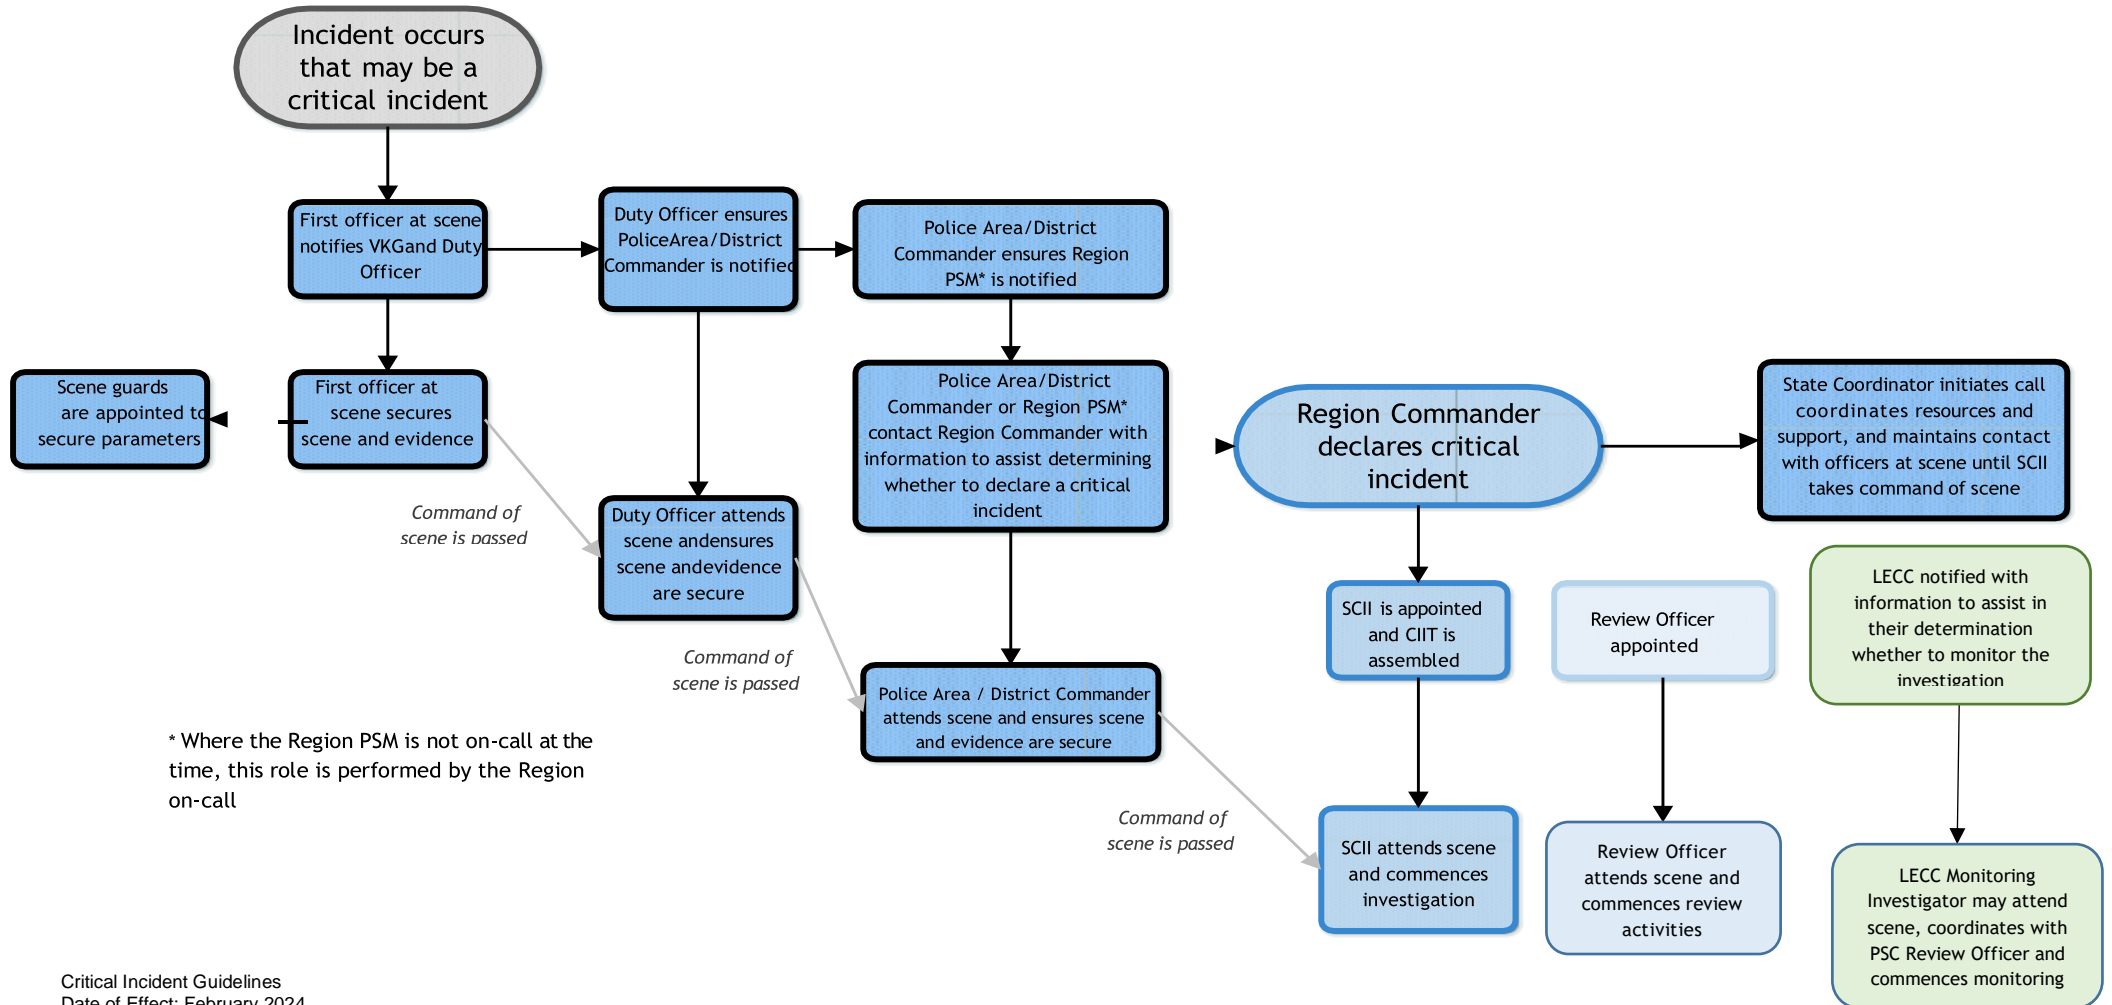 Incident occurs
that may be a
critical incident
First officer at scene
notifies VKGand Duty
Officer
Duty Officer ensures
PoliceArea/District
Commander is notified
Police Area/District
Commander ensures Region
PSM* is notified
Scene guards
are appointed to
secure parameters
First officer at
scene secures
scene and evidence
Police Area/District
Commander or Region PSM*
contact Region Commander with
information to assist determining
whether to declare a critical
incident
Region Commander
declares critical
incident
State Coordinator initiates call
coordinates resources and
support, and maintains contact
with officers at scene until SCII
takes command of scene
Command of
scene is passed
Duty Officer attends
scene andensures
scene andevidence
are secure
LECC notified with
information to assist in
their determination
whether to monitor the
investigation
SCII is appointed
and CIIT is
assembled
Review Officer
appointed
Command of
scene is passed
Police Area / District Commander
attends scene and ensures scene
and evidence are secure
* Where the Region PSM is not on-call at the
time, this role is performed by the Region
on-call
Command of
scene is passed
SCII attends scene
and commences
investigation
Review Officer
attends scene and
commences review
activities
LECC Monitoring
Investigator may attend
scene, coordinates with
PSC Review Officer and
commences monitoring
Critical Incident Guidelines
Date of Effect: February 2024